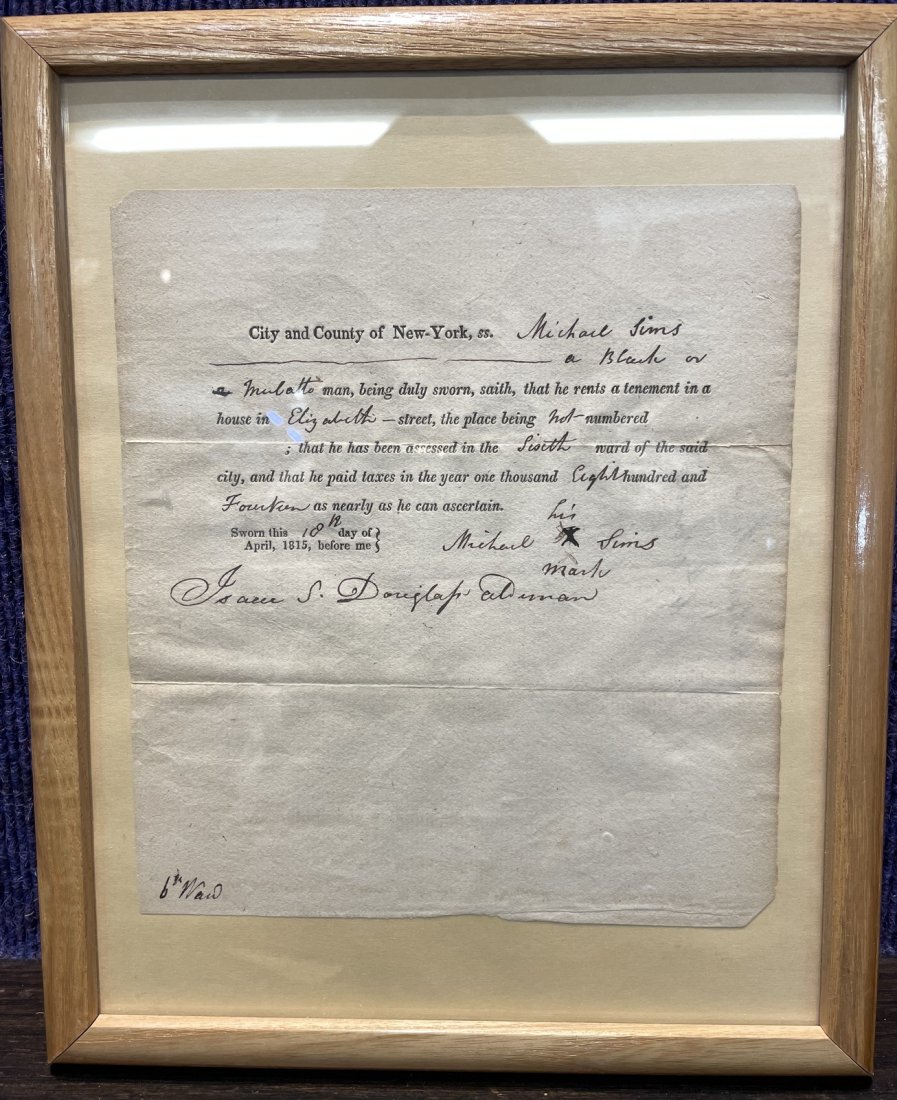 City and County of New-York, ss. Michael Sims
a Black or
a Mulatto man, being duly sworn, saith, that he rents a tenement in a
house in Elizabeth – street, the place being not numbered
; that he has been assessed in the Sixth ward of the said
city, and that he paid taxes in the year one thousand Eight hundred and
Fourteen as nearly as he can ascertain.
Sworn this 18th day of
April, 1815, before me }
his
Michael X Sims
mark
Isaac S. Douglass Alderman
6th Ward